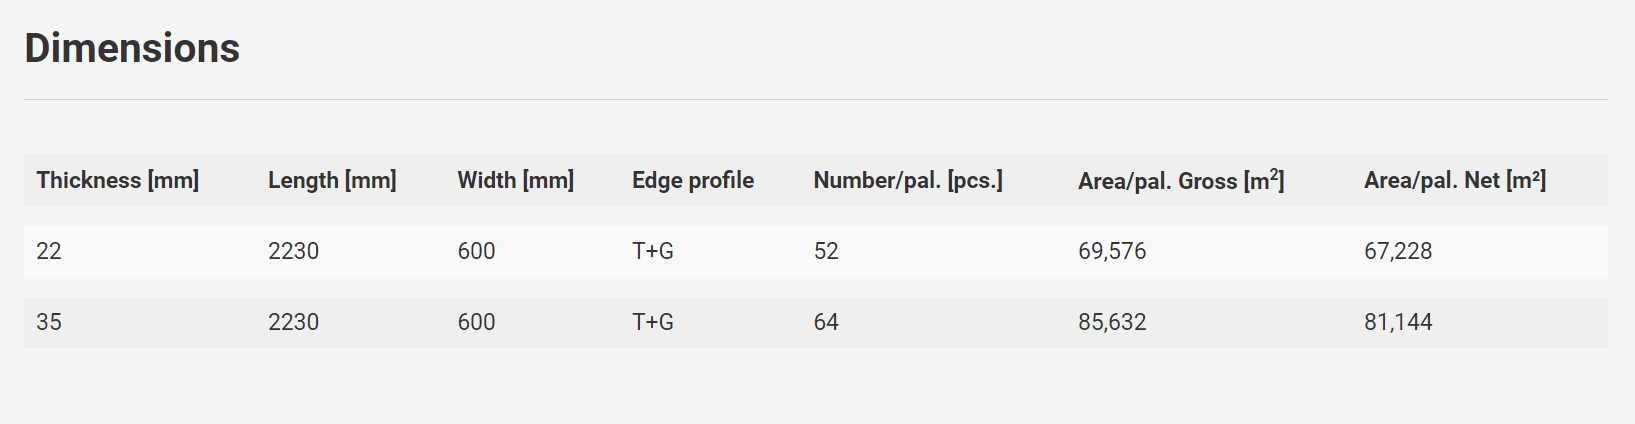 Dimensions
Thickness [mm] Length [mm] Width [mm] Edge profile Number/pal. [pcs.] Area/pal. Gross [m²] Area/pal. Net [m²]
22 2230 600 T+G 52 69,576 67,228
35 2230 600 T+G 64 85,632 81,144